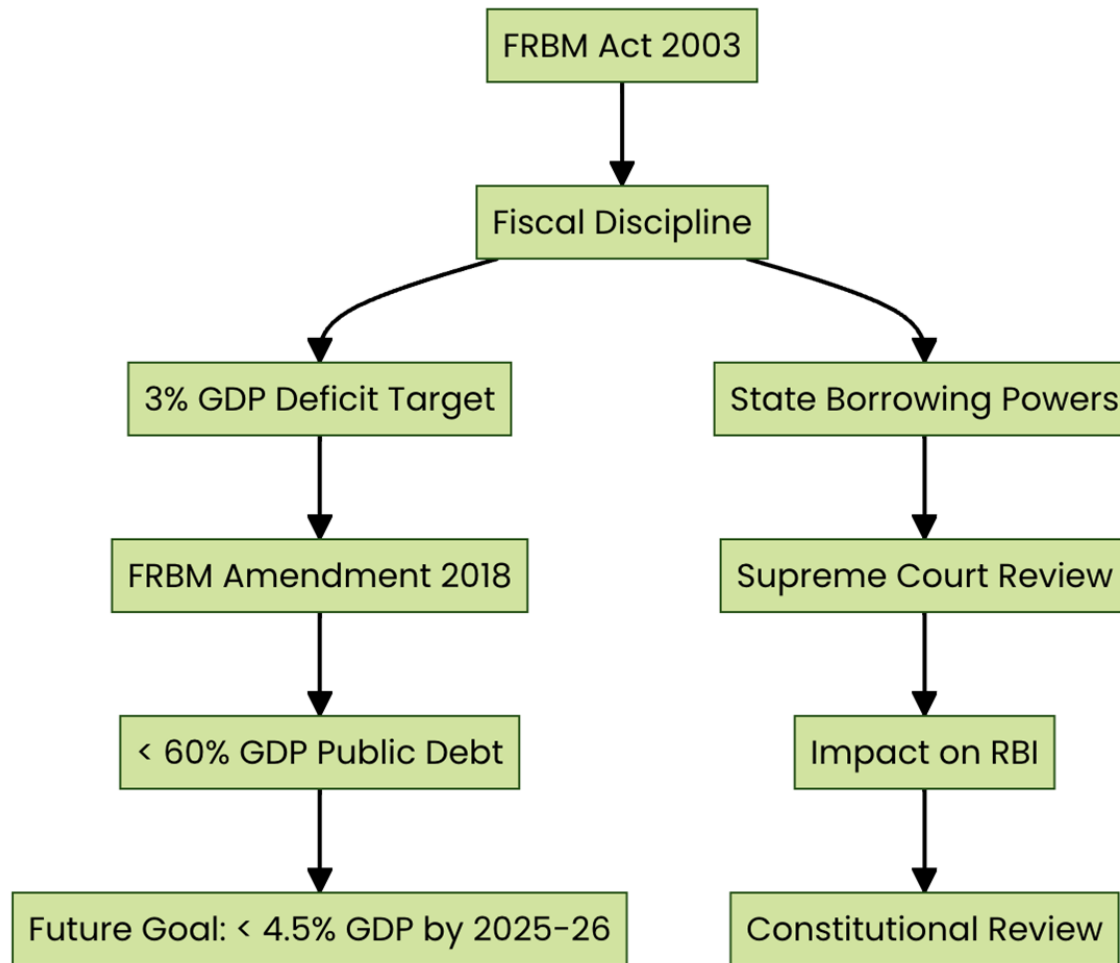 FRBM Act 2003
Fiscal Discipline
3% GDP Deficit Target
State Borrowing Powers
FRBM Amendment 2018
Supreme Court Review
< 60% GDP Public Debt
Impact on RBI
Future Goal: < 4.5% GDP by 2025-26
Constitutional Review